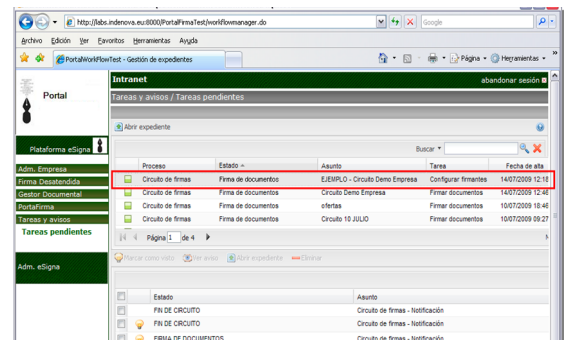 http://labs.indenova.eu:8000/PortalFirmaTest/workflowmanager.do
Google
Archivo Edición Ver Favoritos Herramientas Ayuda
PortalWorkFlowTest - Gestión de expedientes
Página Herramientas
Portal
Intranet
abandonar sesión
Tareas y avisos / Tareas pendientes
Abrir expediente
Plataforma eSigna
Buscar
Proceso Estado Asunto Tarea Fecha de alta
Adm. Empresa
Circuito de firmas Firma de documentos EJEMPLO - Circuito Demo Empresa Configurar firmantes 14/07/2009 12:18
Firma Desatendida
Gestor Documental
Circuito de firmas Firma de documentos Circuito Demo Empresa Firmar documentos 14/07/2009 12:46
PortaFirma
Circuito de firmas Firma de documentos ofertas Firmar documentos 10/07/2009 18:46
Tareas y avisos
Circuito de firmas Firma de documentos Circuito 10 JULIO Firmar documentos 10/07/2009 09:27
Tareas pendientes
Página 1 de 4
Marcar como visto Ver aviso Abrir expediente Eliminar
Adm. eSigna
Estado Asunto
FIN DE CIRCUITO Circuito de firmas - Notificación
FIN DE CIRCUITO Circuito de firmas - Notificación
FIRMA DE DOCUMENTOS Circuito de firmas - Notificación